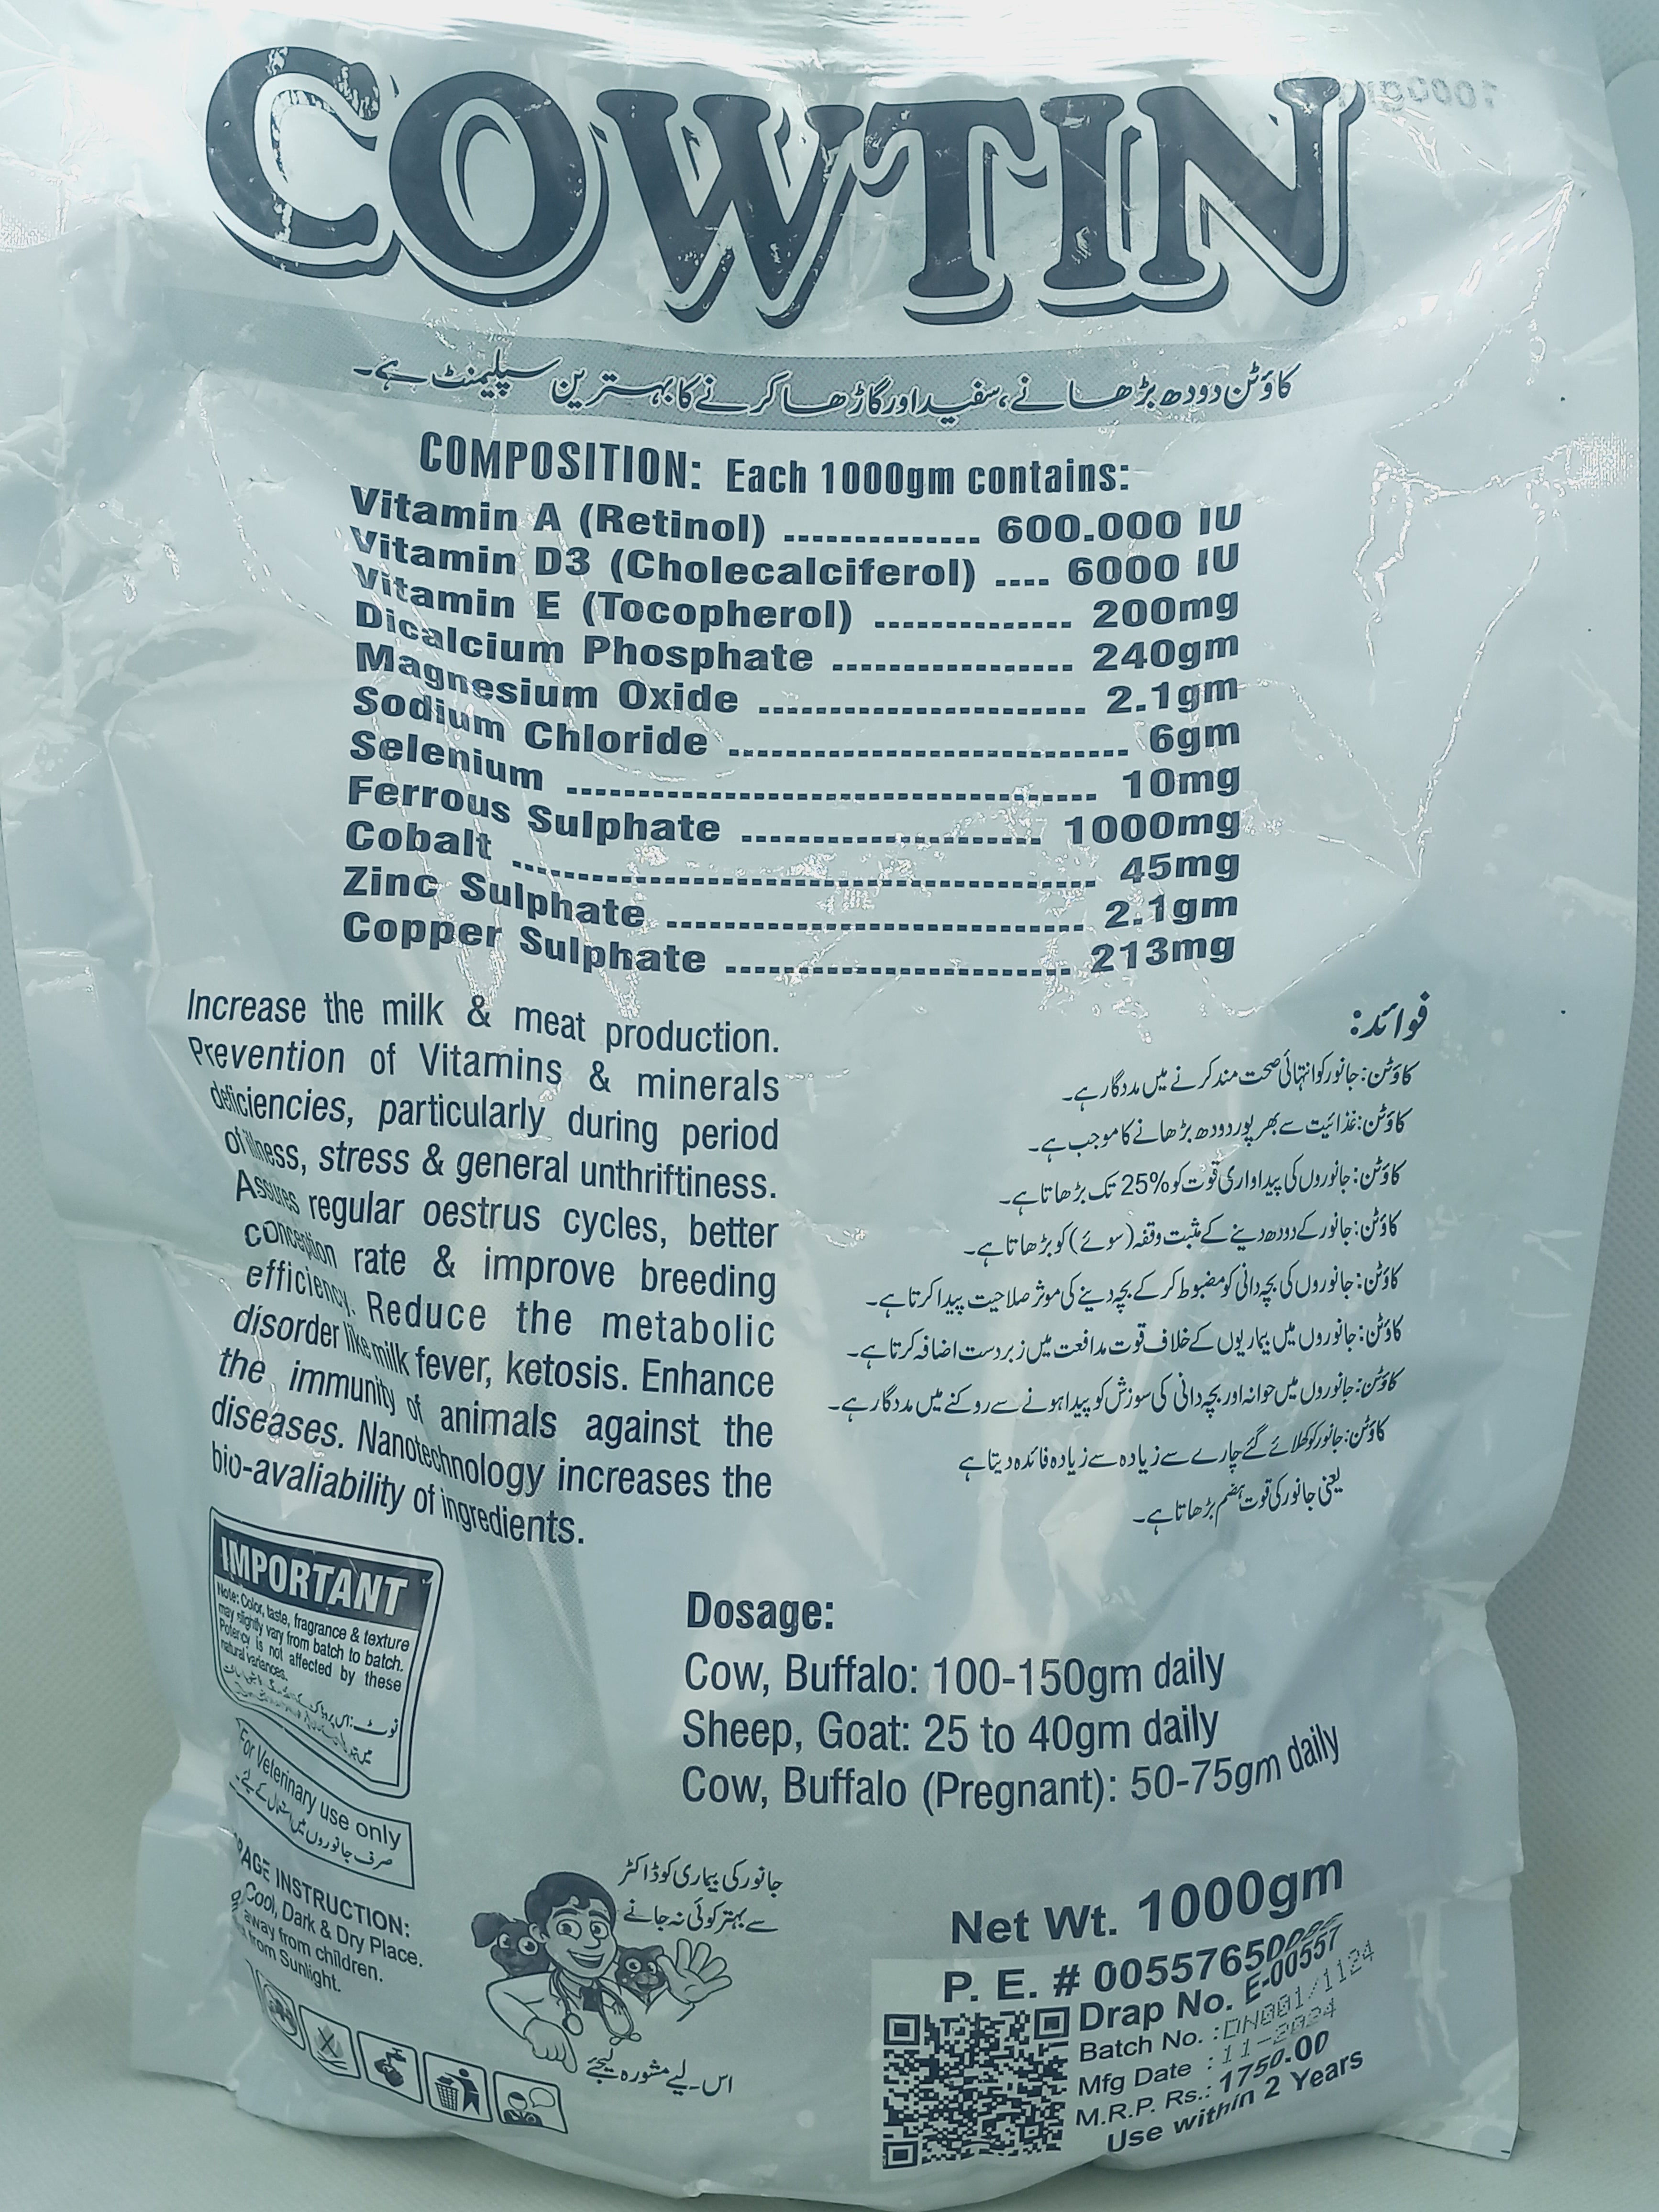 COWTIN
1000gm
کاؤٹن دودھ بڑھانے، سفید اور گاڑھا کرنے کا بہترین سپلیمنٹ ہے۔
COMPOSITION: Each 1000gm contains:
Vitamin A (Retinol) .............. 600.000 IU
Vitamin D3 (Cholecalciferol) .... 6000 IU
Vitamin E (Tocopherol) .............. 200mg
Dicalcium Phosphate ................. 240gm
Magnesium Oxide ....................... 2.1gm
Sodium Chloride ............................ 6gm
Selenium ..................................... 10mg
Ferrous Sulphate ..................... 1000mg
Cobalt ........................................ 45mg
Zinc Sulphate ............................. 2.1gm
Copper Sulphate ........................ 213mg
Increase the milk & meat production.
Prevention of Vitamins & minerals
deficiencies, particularly during period
of illness, stress & general unthriftiness.
Assures regular oestrus cycles, better
conception rate & improve breeding
efficiency. Reduce the metabolic
disorder like milk fever, ketosis. Enhance
the immunity of animals against the
diseases. Nanotechnology increases the
bio-avaliability of ingredients.
فوائد:
کاؤٹن: جانور کو انتہائی صحت مند کرنے میں مددگار ہے۔
کاؤٹن: غذائیت سے بھرپور دودھ بڑھانے کا موجب ہے۔
کاؤٹن: جانوروں کی پیداواری قوت کو 25% تک بڑھاتا ہے۔
کاؤٹن: جانور کے دودھ دینے کے مثبت وقفہ (سوئے) کو بڑھاتا ہے۔
کاؤٹن: جانوروں کی بچہ دانی کو مضبوط کر کے بچہ دینے کی موثر صلاحیت پیدا کرتا ہے۔
کاؤٹن: جانوروں میں بیماریوں کے خلاف قوت مدافعت میں زبردست اضافہ کرتا ہے۔
کاؤٹن: جانوروں میں حوانہ اور بچہ دانی کی سوزش کو پیدا ہونے سے روکنے میں مددگار ہے۔
کاؤٹن: جانور کو کھلائے گئے چارے سے زیادہ سے زیادہ فائدہ دیتا ہے
یعنی جانور کی قوت ہضم بڑھاتا ہے۔
IMPORTANT
Note: Color, taste, fragrance & texture
may slightly vary from batch to batch.
Potency is not affected by these
natural variances.
نوٹ: اس پروڈکٹ
For Veterinary use only
صرف جانوروں میں استعمال کے لیے۔
Dosage:
Cow, Buffalo: 100-150gm daily
Sheep, Goat: 25 to 40gm daily
Cow, Buffalo (Pregnant): 50-75gm daily
INSTRUCTION:
Cool, Dark & Dry Place.
away from children.
from Sunlight.
جانور کی بیماری کو ڈاکٹر
سے بہتر کوئی نہ جانے
اس لیے مشورہ کیجئے
Net Wt. 1000gm
P. E. #
Drap No. E-00557
Batch No. : DN001/1124
Mfg Date : 11-2024
M.R.P. Rs.: 1750.00
Use within 2 Years